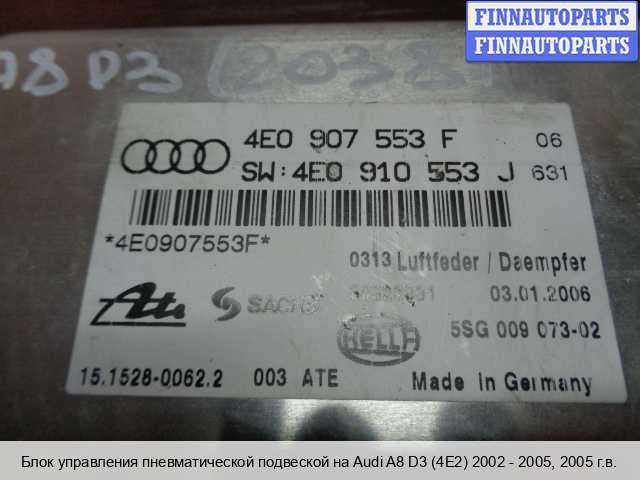 FINNAUTOPARTS
FINNAUTOPARTS
A8 D3 (2038)
4E0 907 553 F 06
SW:4E0 910 553 J 631
*4E0907553F*
0313 Luftfeder / Daempfer
03.01.2006
Ate SACHS HELLA 5SG 009 073-02
15.1528-0062.2 003 ATE Made in Germany
Блок управления пневматической подвеской на Audi A8 D3 (4E2) 2002 - 2005, 2005 г.в.